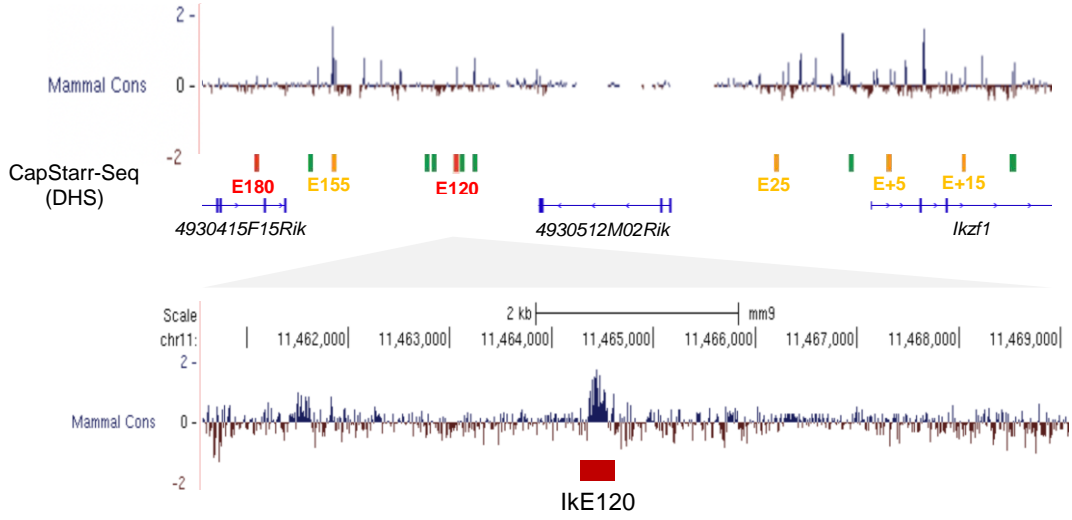 2 -
Mammal Cons 0 -
-2
CapStarr-Seq
(DHS)
E180 E155 E120 E25 E+5 E+15
4930415F15Rik 4930512M02Rik Ikzf1
Scale 2 kb mm9
chr11: 11,462,000 11,463,000 11,464,000 11,465,000 11,466,000 11,467,000 11,468,000 11,469,000
2 -
Mammal Cons 0 -
-2
IkE120